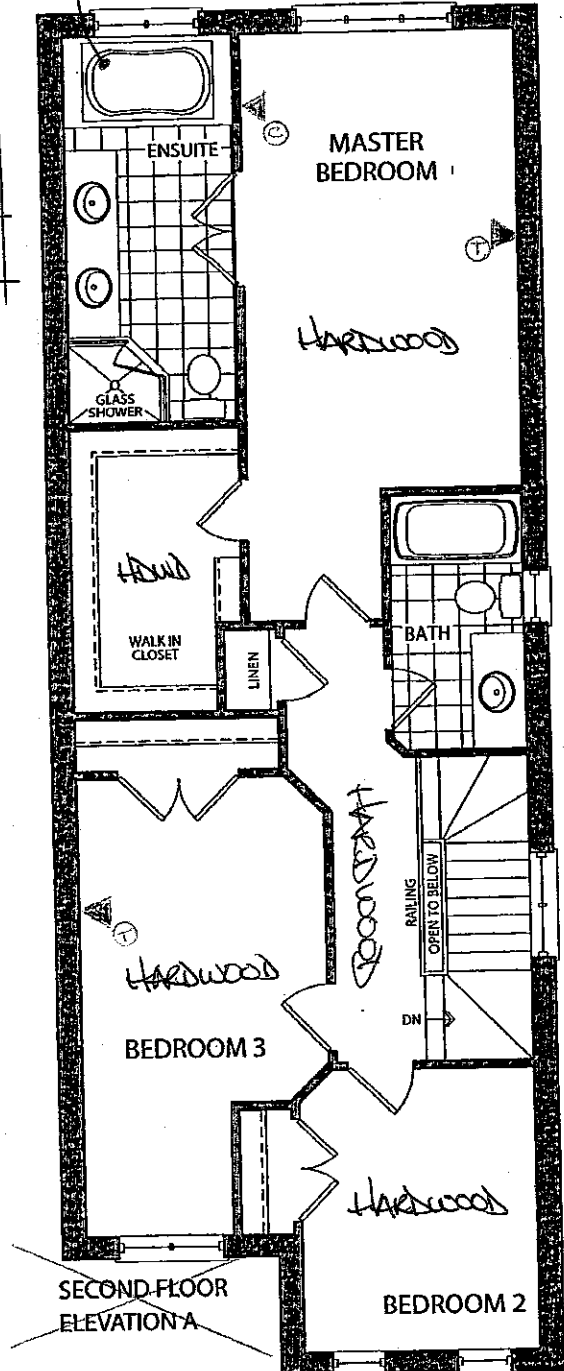 ENSUITE
MASTER
BEDROOM
C
T
HARDWOOD
GLASS
SHOWER
HDWD
WALK IN
CLOSET
LINEN
BATH
HARDWOOD
RAILING
OPEN TO BELOW
T
HARDWOOD
DN
BEDROOM 3
HARDWOOD
SECOND FLOOR
ELEVATION A
BEDROOM 2